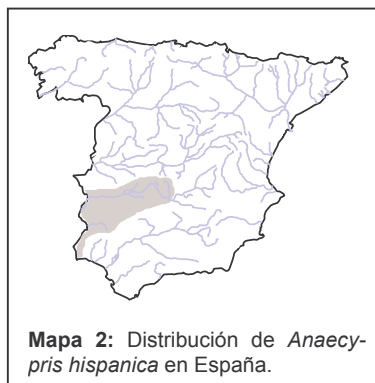 Mapa 2: Distribución de Anaecy-
pris hispanica en España.